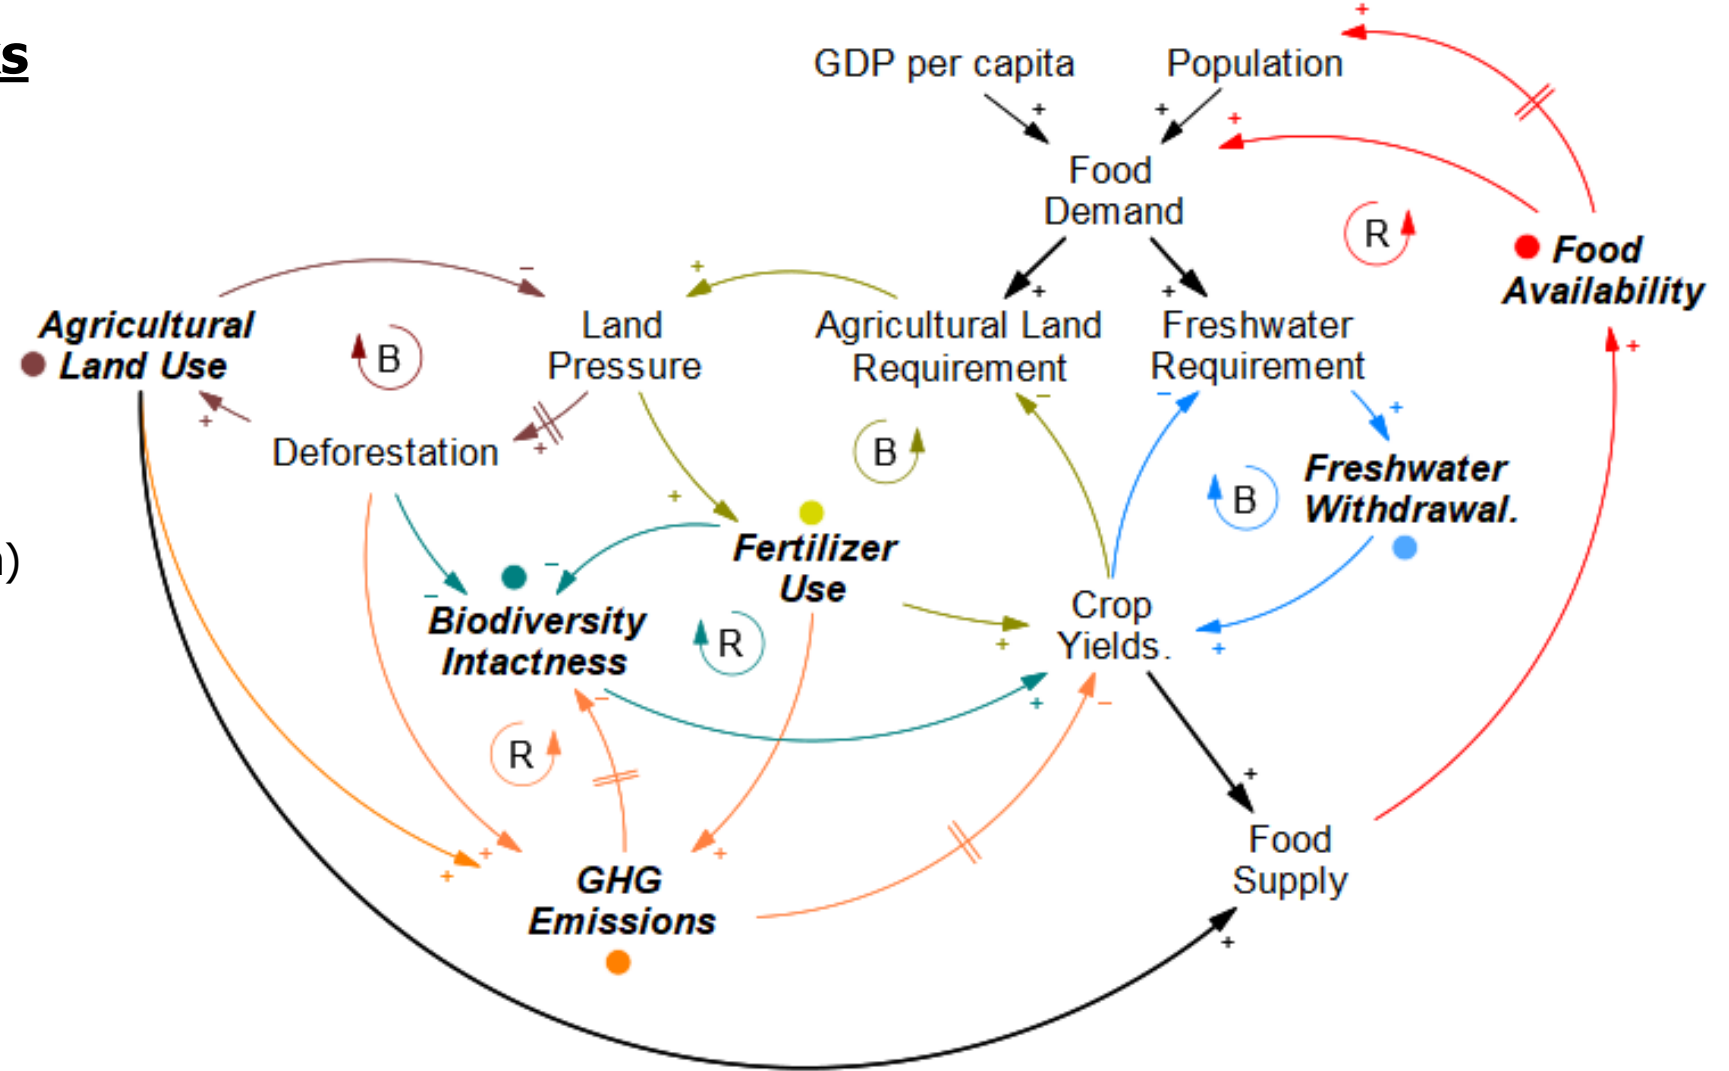 GDP per capita
Population
Food
Demand
R
Food
Availability
Agricultural
Land Use
B
Land
Pressure
Agricultural Land
Requirement
Freshwater
Requirement
Deforestation
B
B
Freshwater
Withdrawal.
Fertilizer
Use
Biodiversity
Intactness
R
Crop
Yields.
R
GHG
Emissions
Food
Supply